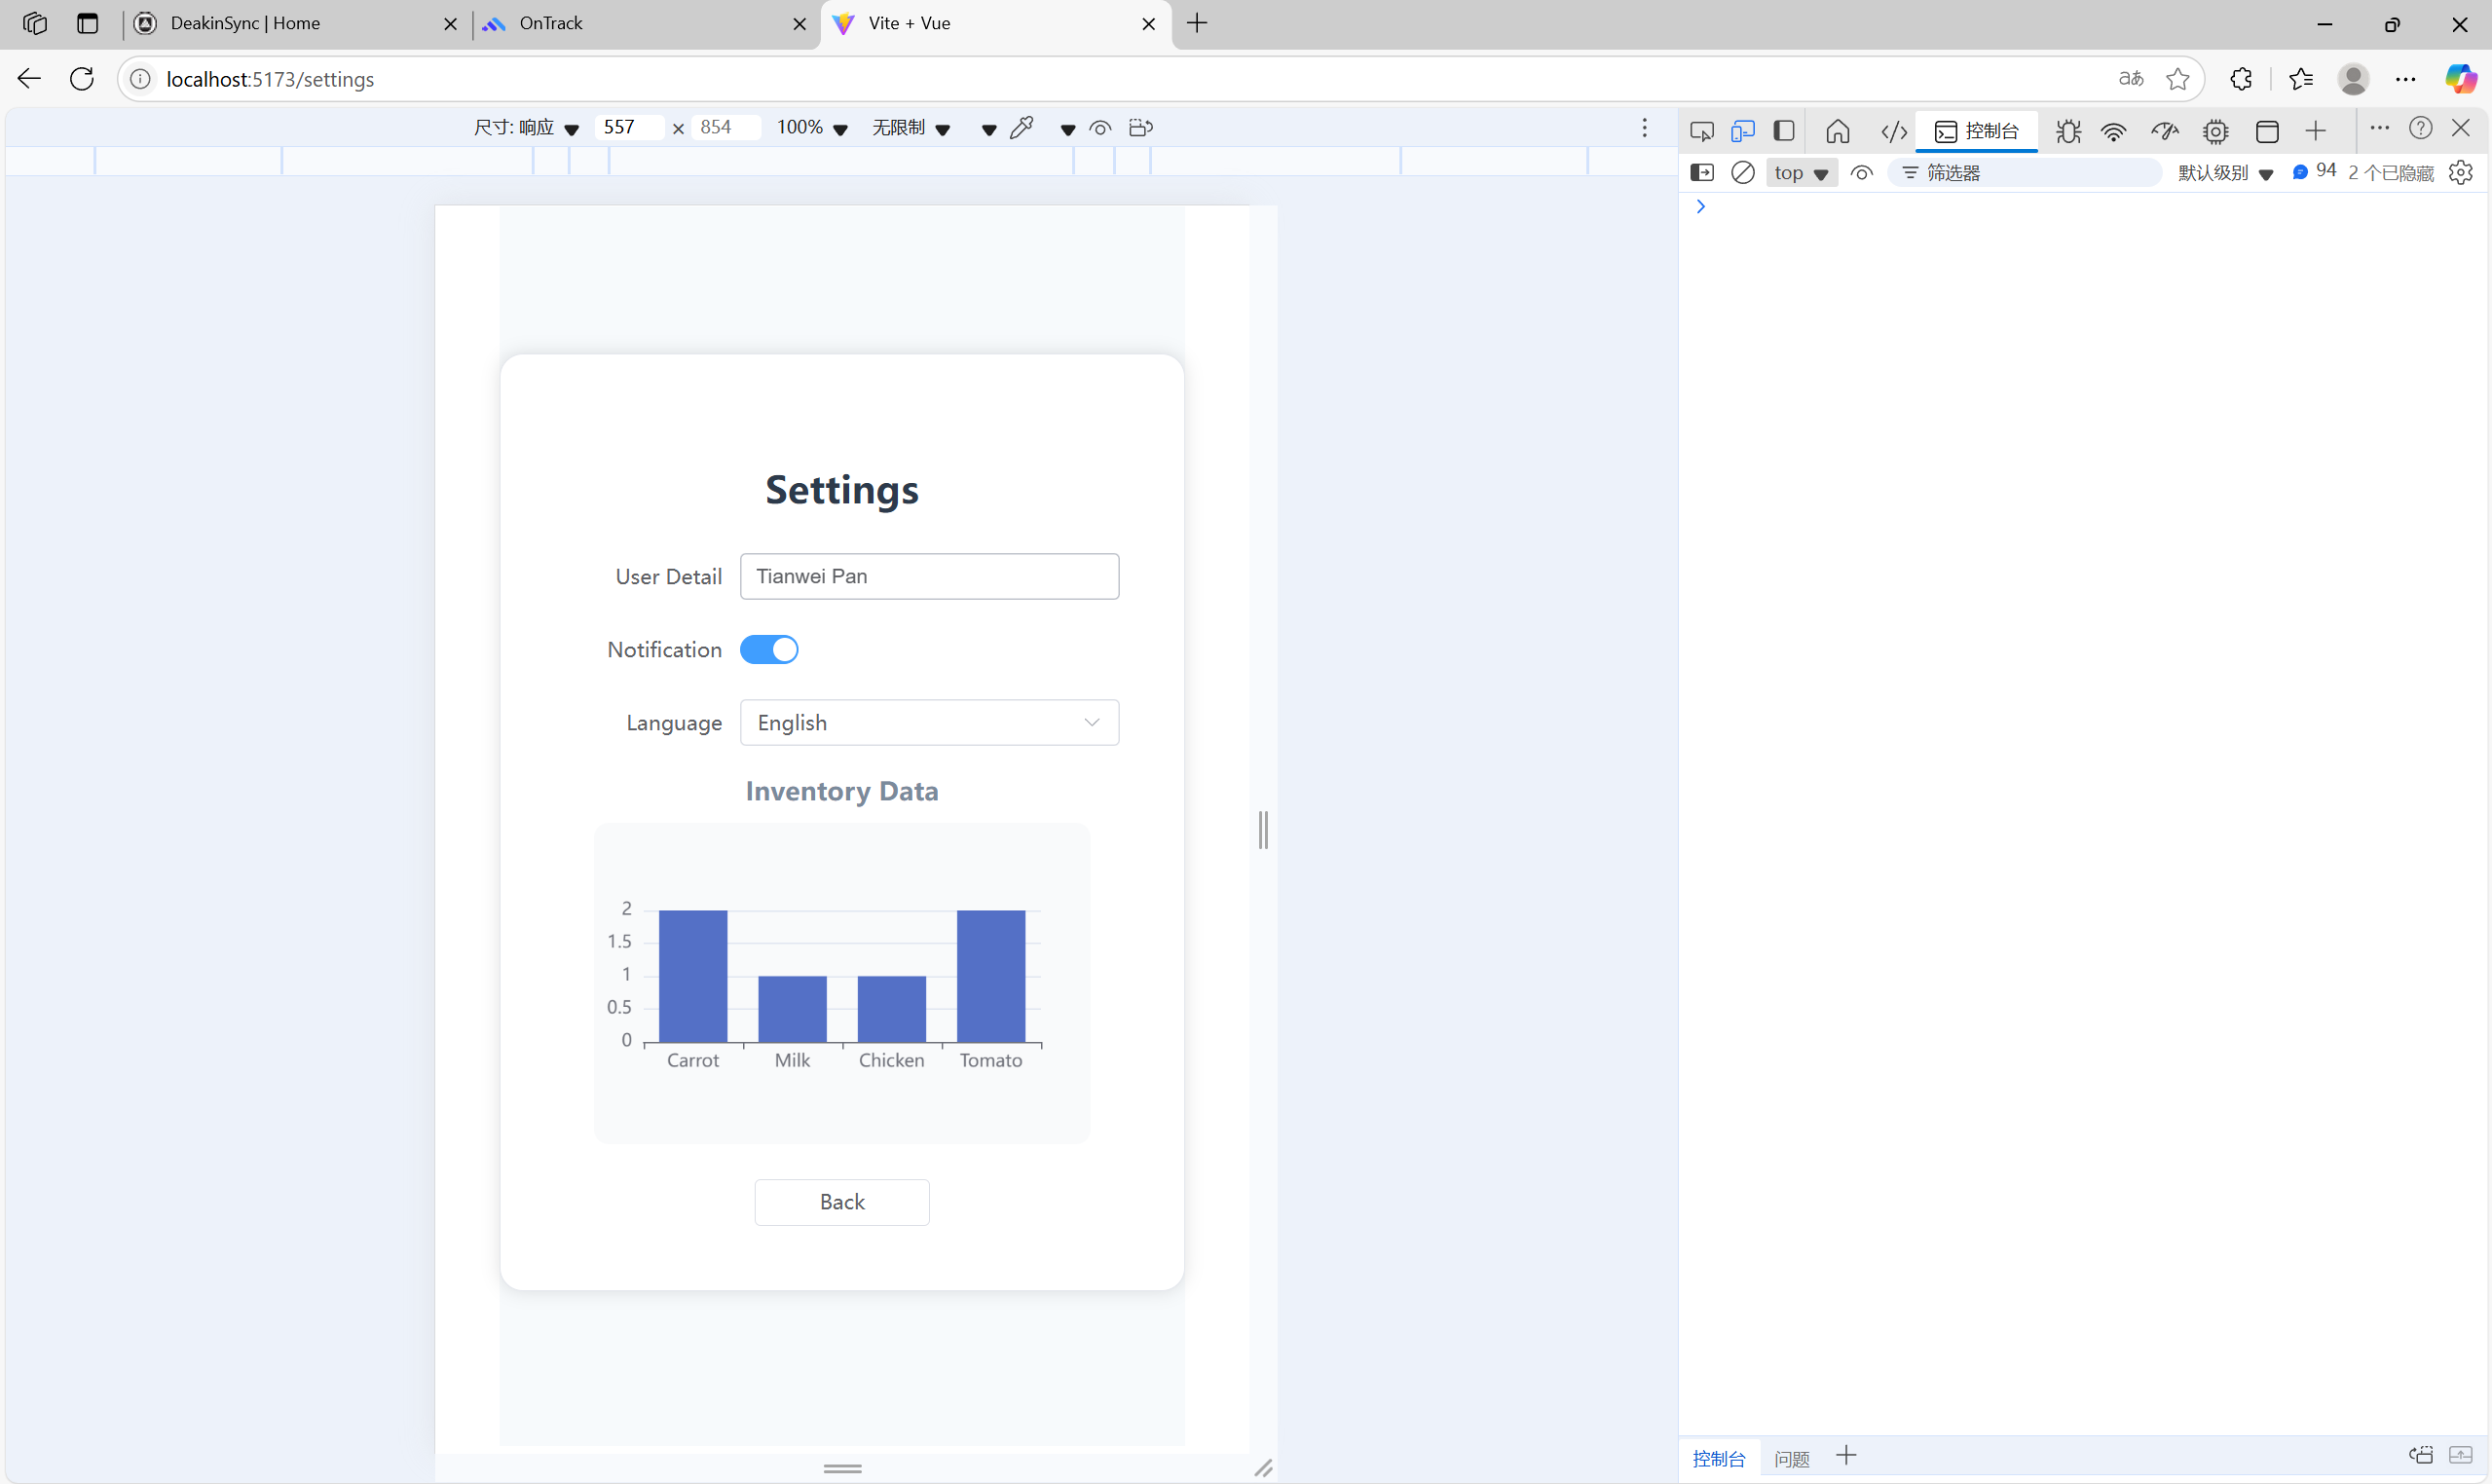 DeakinSync | Home
OnTrack
Vite + Vue
localhost:5173/settings
aあ
尺寸: 响应 557 × 854 100% 无限制
控制台
top 筛选器 默认级别 94 2 个已隐藏
Settings
User Detail Tianwei Pan
Notification
Language English
Inventory Data
2
1.5
1
0.5
0
Carrot Milk Chicken Tomato
Back
控制台 问题